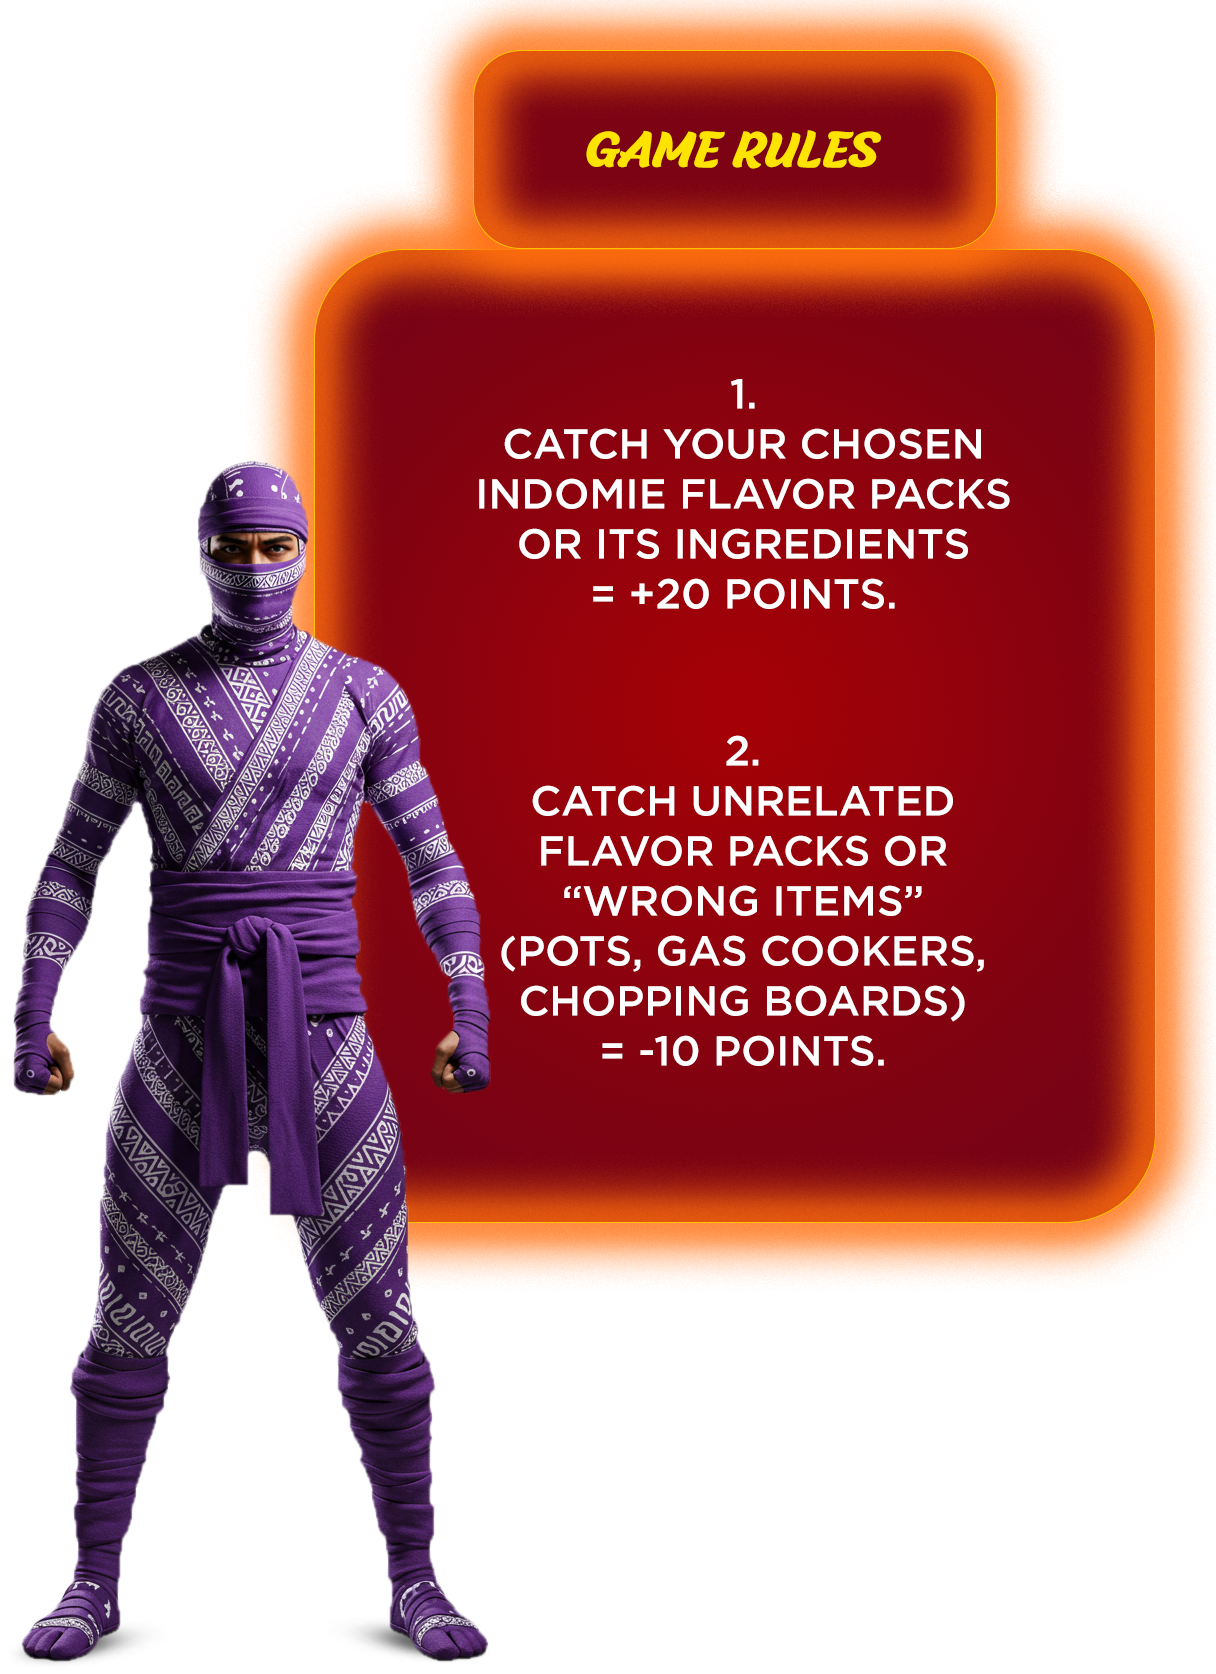 GAME RULES
1.
CATCH YOUR CHOSEN
INDOMIE FLAVOR PACKS
OR ITS INGREDIENTS
= +20 POINTS.
2.
CATCH UNRELATED
FLAVOR PACKS OR
“WRONG ITEMS”
(POTS, GAS COOKERS,
CHOPPING BOARDS)
= -10 POINTS.